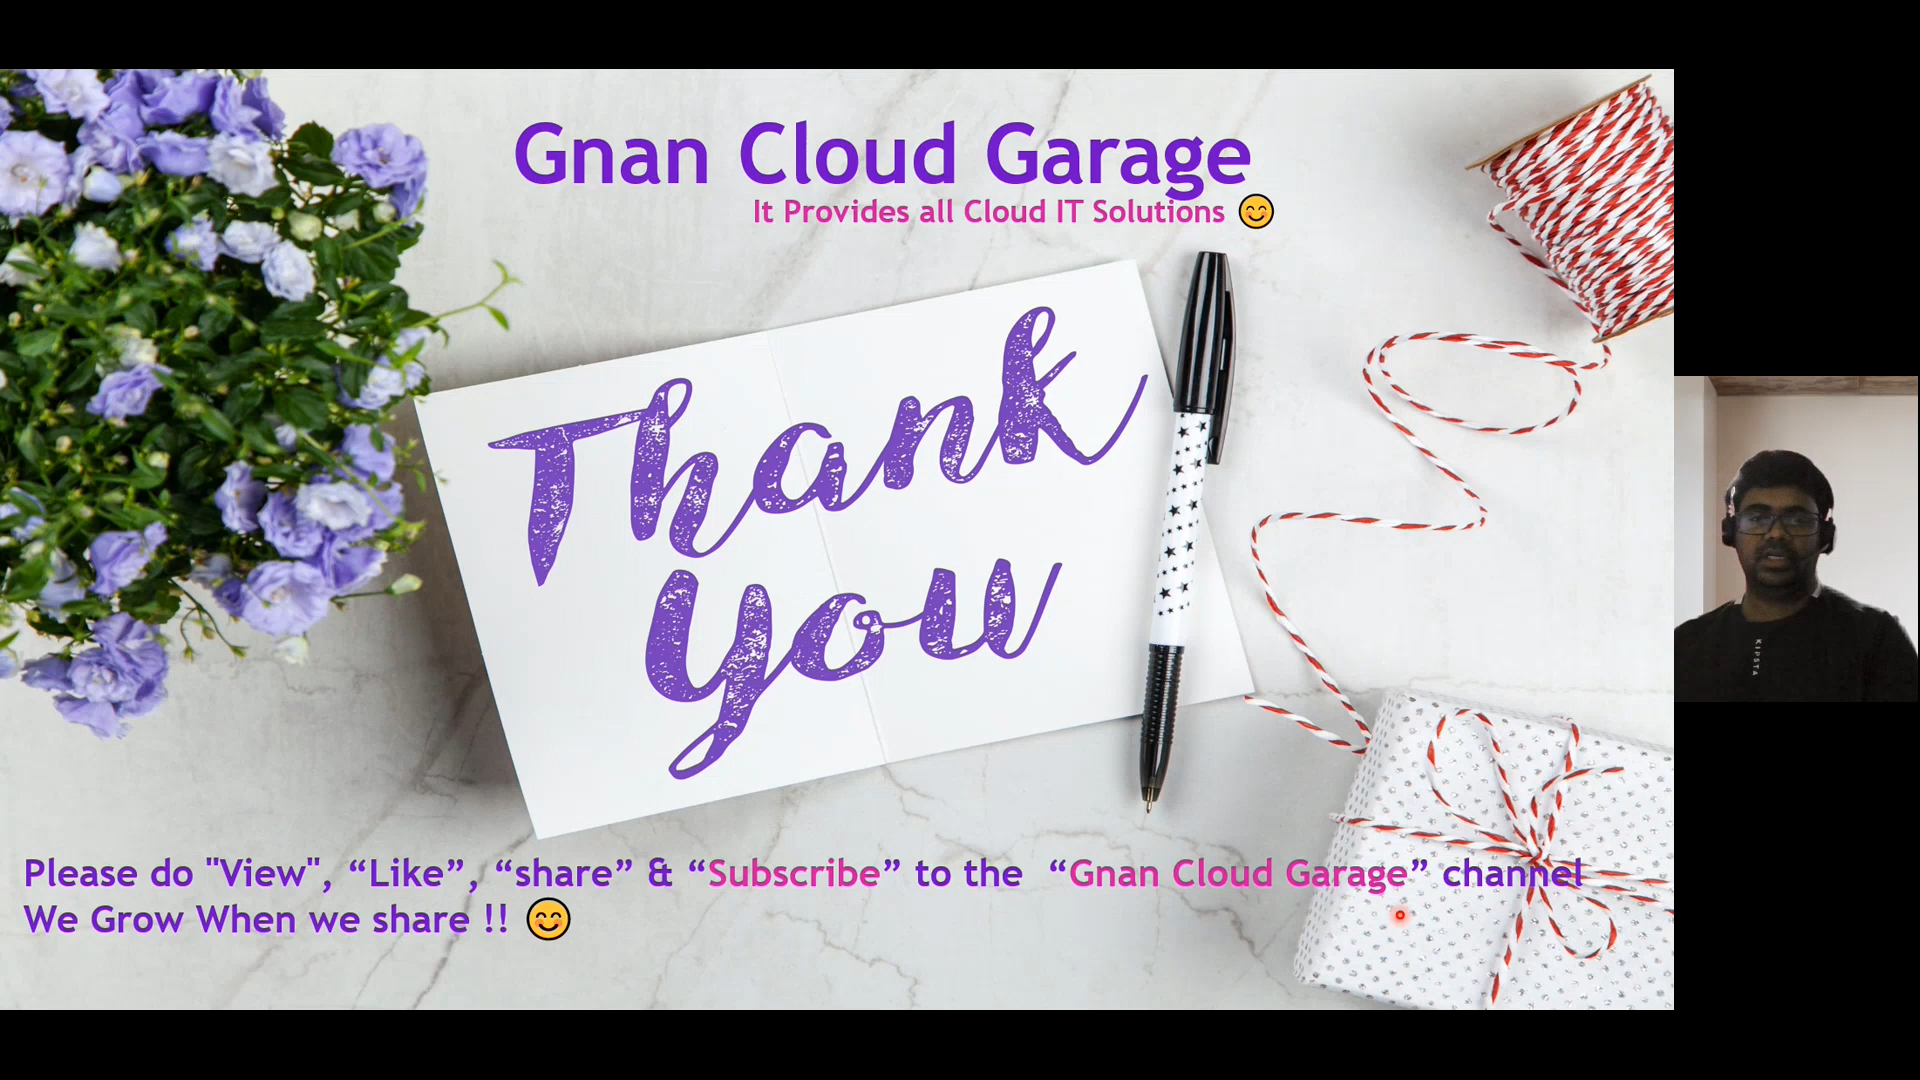 Gnan Cloud Garage
It Provides all Cloud IT Solutions 😊
Thank
you
Please do "View", “Like”, “share” & “Subscribe” to the “Gnan Cloud Garage” channel
We Grow When we share !! 😊
KIPSTA